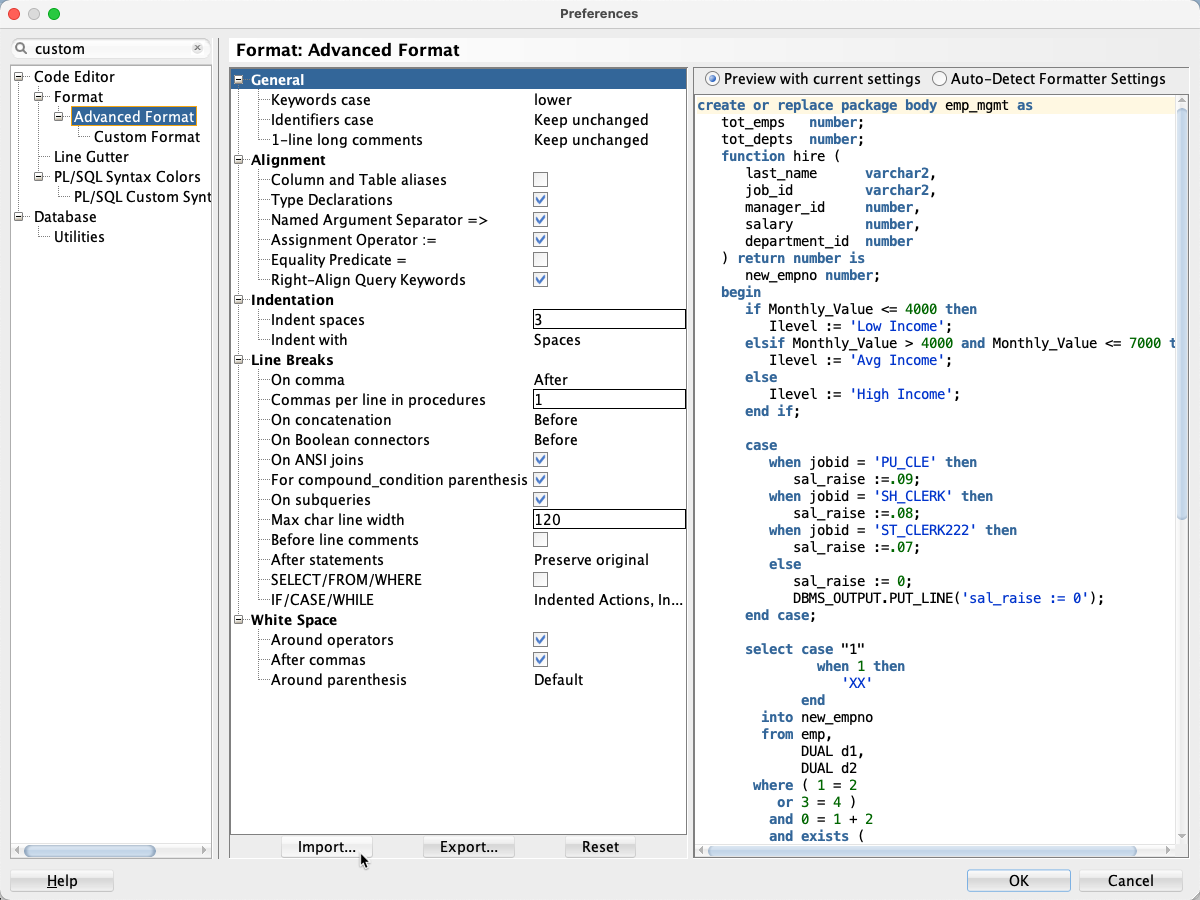 Preferences
custom
Code Editor
Format
Advanced Format
Custom Format
Line Gutter
PL/SQL Syntax Colors
PL/SQL Custom Synt
Database
Utilities
Format: Advanced Format
General
Keywords case lower
Identifiers case Keep unchanged
1-line long comments Keep unchanged
Alignment
Column and Table aliases
Type Declarations
Named Argument Separator =>
Assignment Operator :=
Equality Predicate =
Right-Align Query Keywords
Indentation
Indent spaces 3
Indent with Spaces
Line Breaks
On comma After
Commas per line in procedures 1
On concatenation Before
On Boolean connectors Before
On ANSI joins
For compound_condition parenthesis
On subqueries
Max char line width 120
Before line comments
After statements Preserve original
SELECT/FROM/WHERE
IF/CASE/WHILE Indented Actions, In...
White Space
Around operators
After commas
Around parenthesis Default
Import... Export... Reset
Preview with current settings Auto-Detect Formatter Settings
create or replace package body emp_mgmt as
tot_emps number;
tot_depts number;
function hire (
last_name varchar2,
job_id varchar2,
manager_id number,
salary number,
department_id number
) return number is
new_empno number;
begin
if Monthly_Value <= 4000 then
Ilevel := 'Low Income';
elsif Monthly_Value > 4000 and Monthly_Value <= 7000 t
Ilevel := 'Avg Income';
else
Ilevel := 'High Income';
end if;
case
when jobid = 'PU_CLE' then
sal_raise :=.09;
when jobid = 'SH_CLERK' then
sal_raise :=.08;
when jobid = 'ST_CLERK222' then
sal_raise :=.07;
else
sal_raise := 0;
DBMS_OUTPUT.PUT_LINE('sal_raise := 0');
end case;
select case "1"
when 1 then
'XX'
end
into new_empno
from emp,
DUAL d1,
DUAL d2
where ( 1 = 2
or 3 = 4 )
and 0 = 1 + 2
and exists (
Help OK Cancel